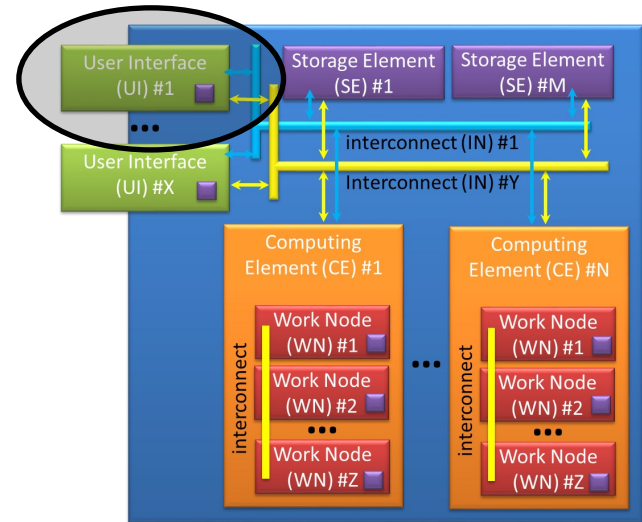 User Interface
(UI) #1
...
User Interface
(UI) #X
Storage Element
(SE) #1
Storage Element
(SE) #M
interconnect (IN) #1
Interconnect (IN) #Y
Computing
Element (CE) #1
interconnect
Work Node
(WN) #1
Work Node
(WN) #2
...
Work Node
(WN) #Z
...
Computing
Element (CE) #N
interconnect
Work Node
(WN) #1
Work Node
(WN) #2
...
Work Node
(WN) #Z